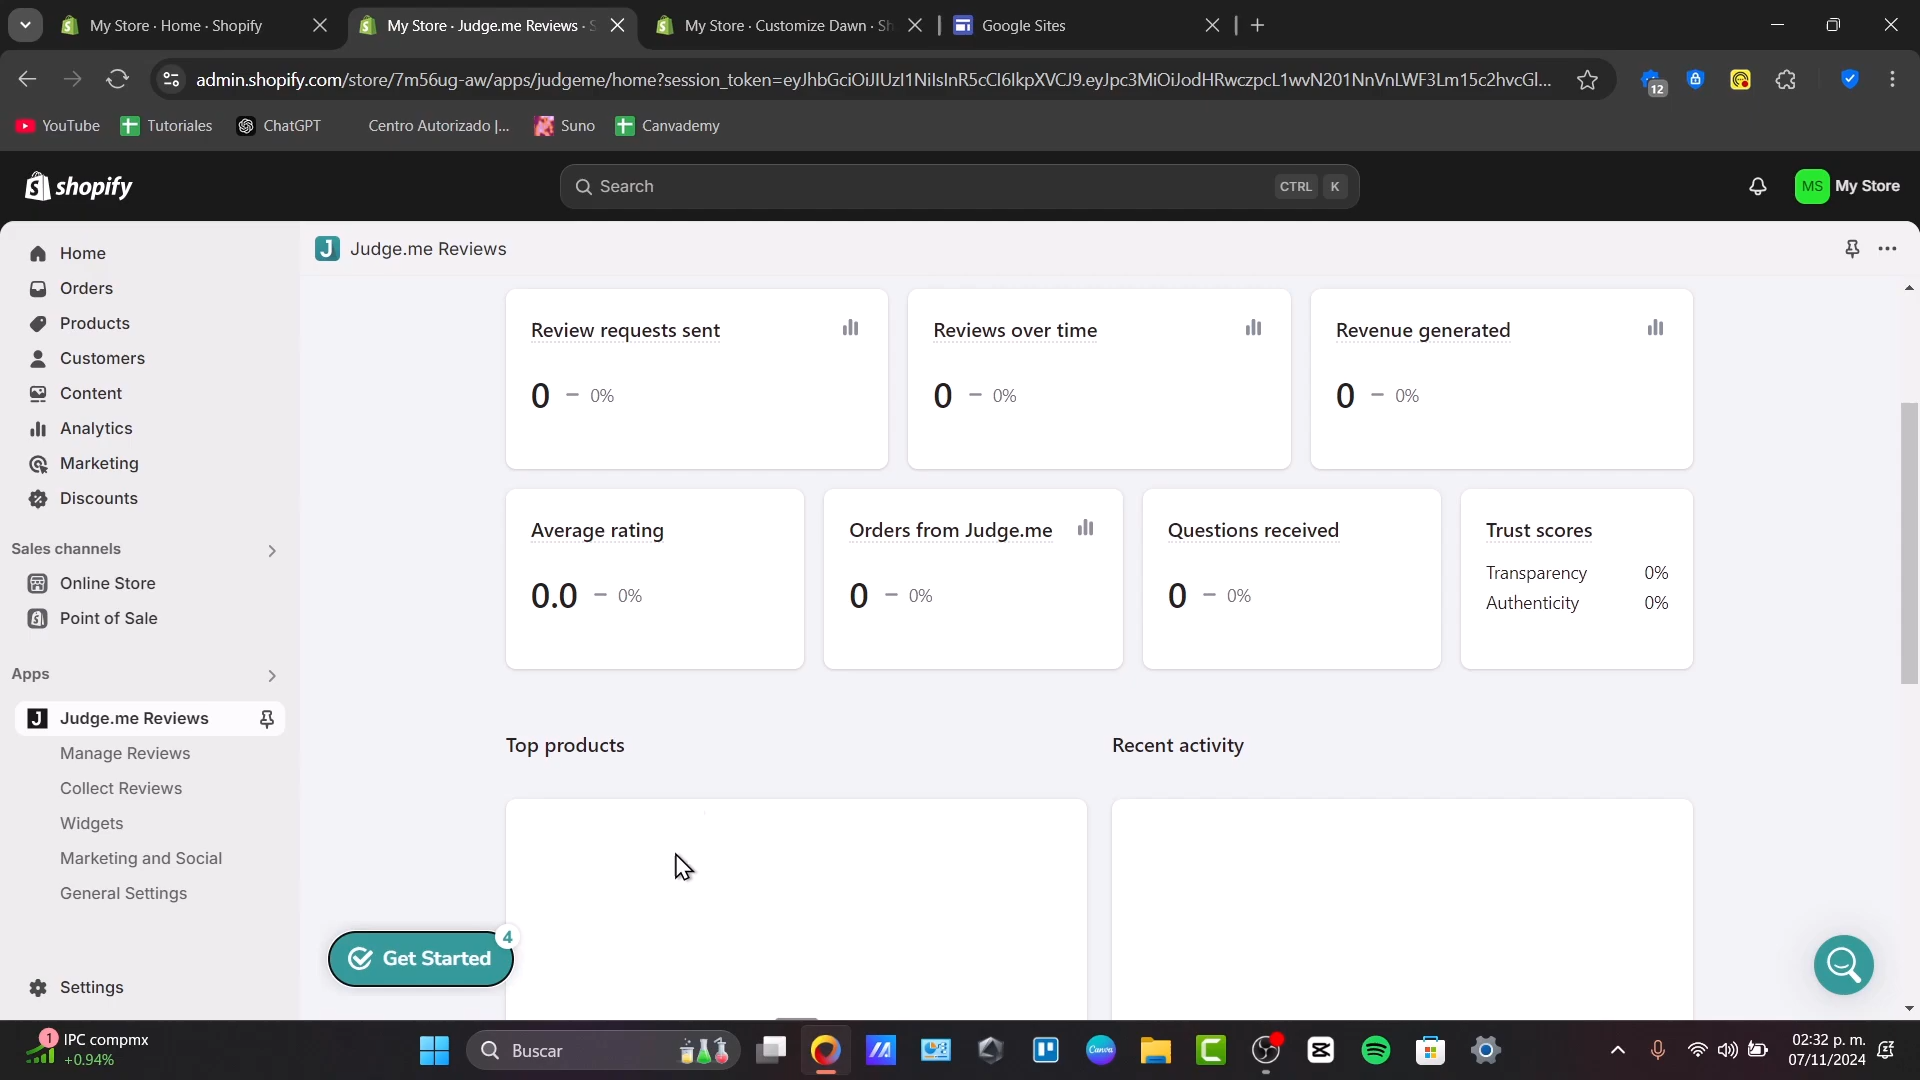 My Store · Home · Shopify
My Store · Judge.me Reviews · S
My Store · Customize Dawn · Sh
Google Sites
admin.shopify.com/store/7m56ug-aw/apps/judgeme/home?session_token=eyJhbGciOiJIUzI1NiIsInR5cCI6IkpXVCJ9.eyJpc3MiOiJodHRwczpcL1wvN201NnVnLWF3Lm15c2hvcGl...
12
YouTube
Tutoriales
ChatGPT
Centro Autorizado |...
Suno
Canvademy
shopify
Search
CTRL K
MS My Store
Home
Orders
Products
Customers
Content
Analytics
Marketing
Discounts
Sales channels
Online Store
Point of Sale
Apps
J Judge.me Reviews
Manage Reviews
Collect Reviews
Widgets
Marketing and Social
General Settings
Settings
J Judge.me Reviews
Review requests sent
0 – 0%
Reviews over time
0 – 0%
Revenue generated
0 – 0%
Average rating
0.0 – 0%
Orders from Judge.me
0 – 0%
Questions received
0 – 0%
Trust scores
Transparency 0%
Authenticity 0%
Top products
Recent activity
Get Started
4
1
IPC compmx
+0.94%
Buscar
Canva
02:32 p. m.
07/11/2024